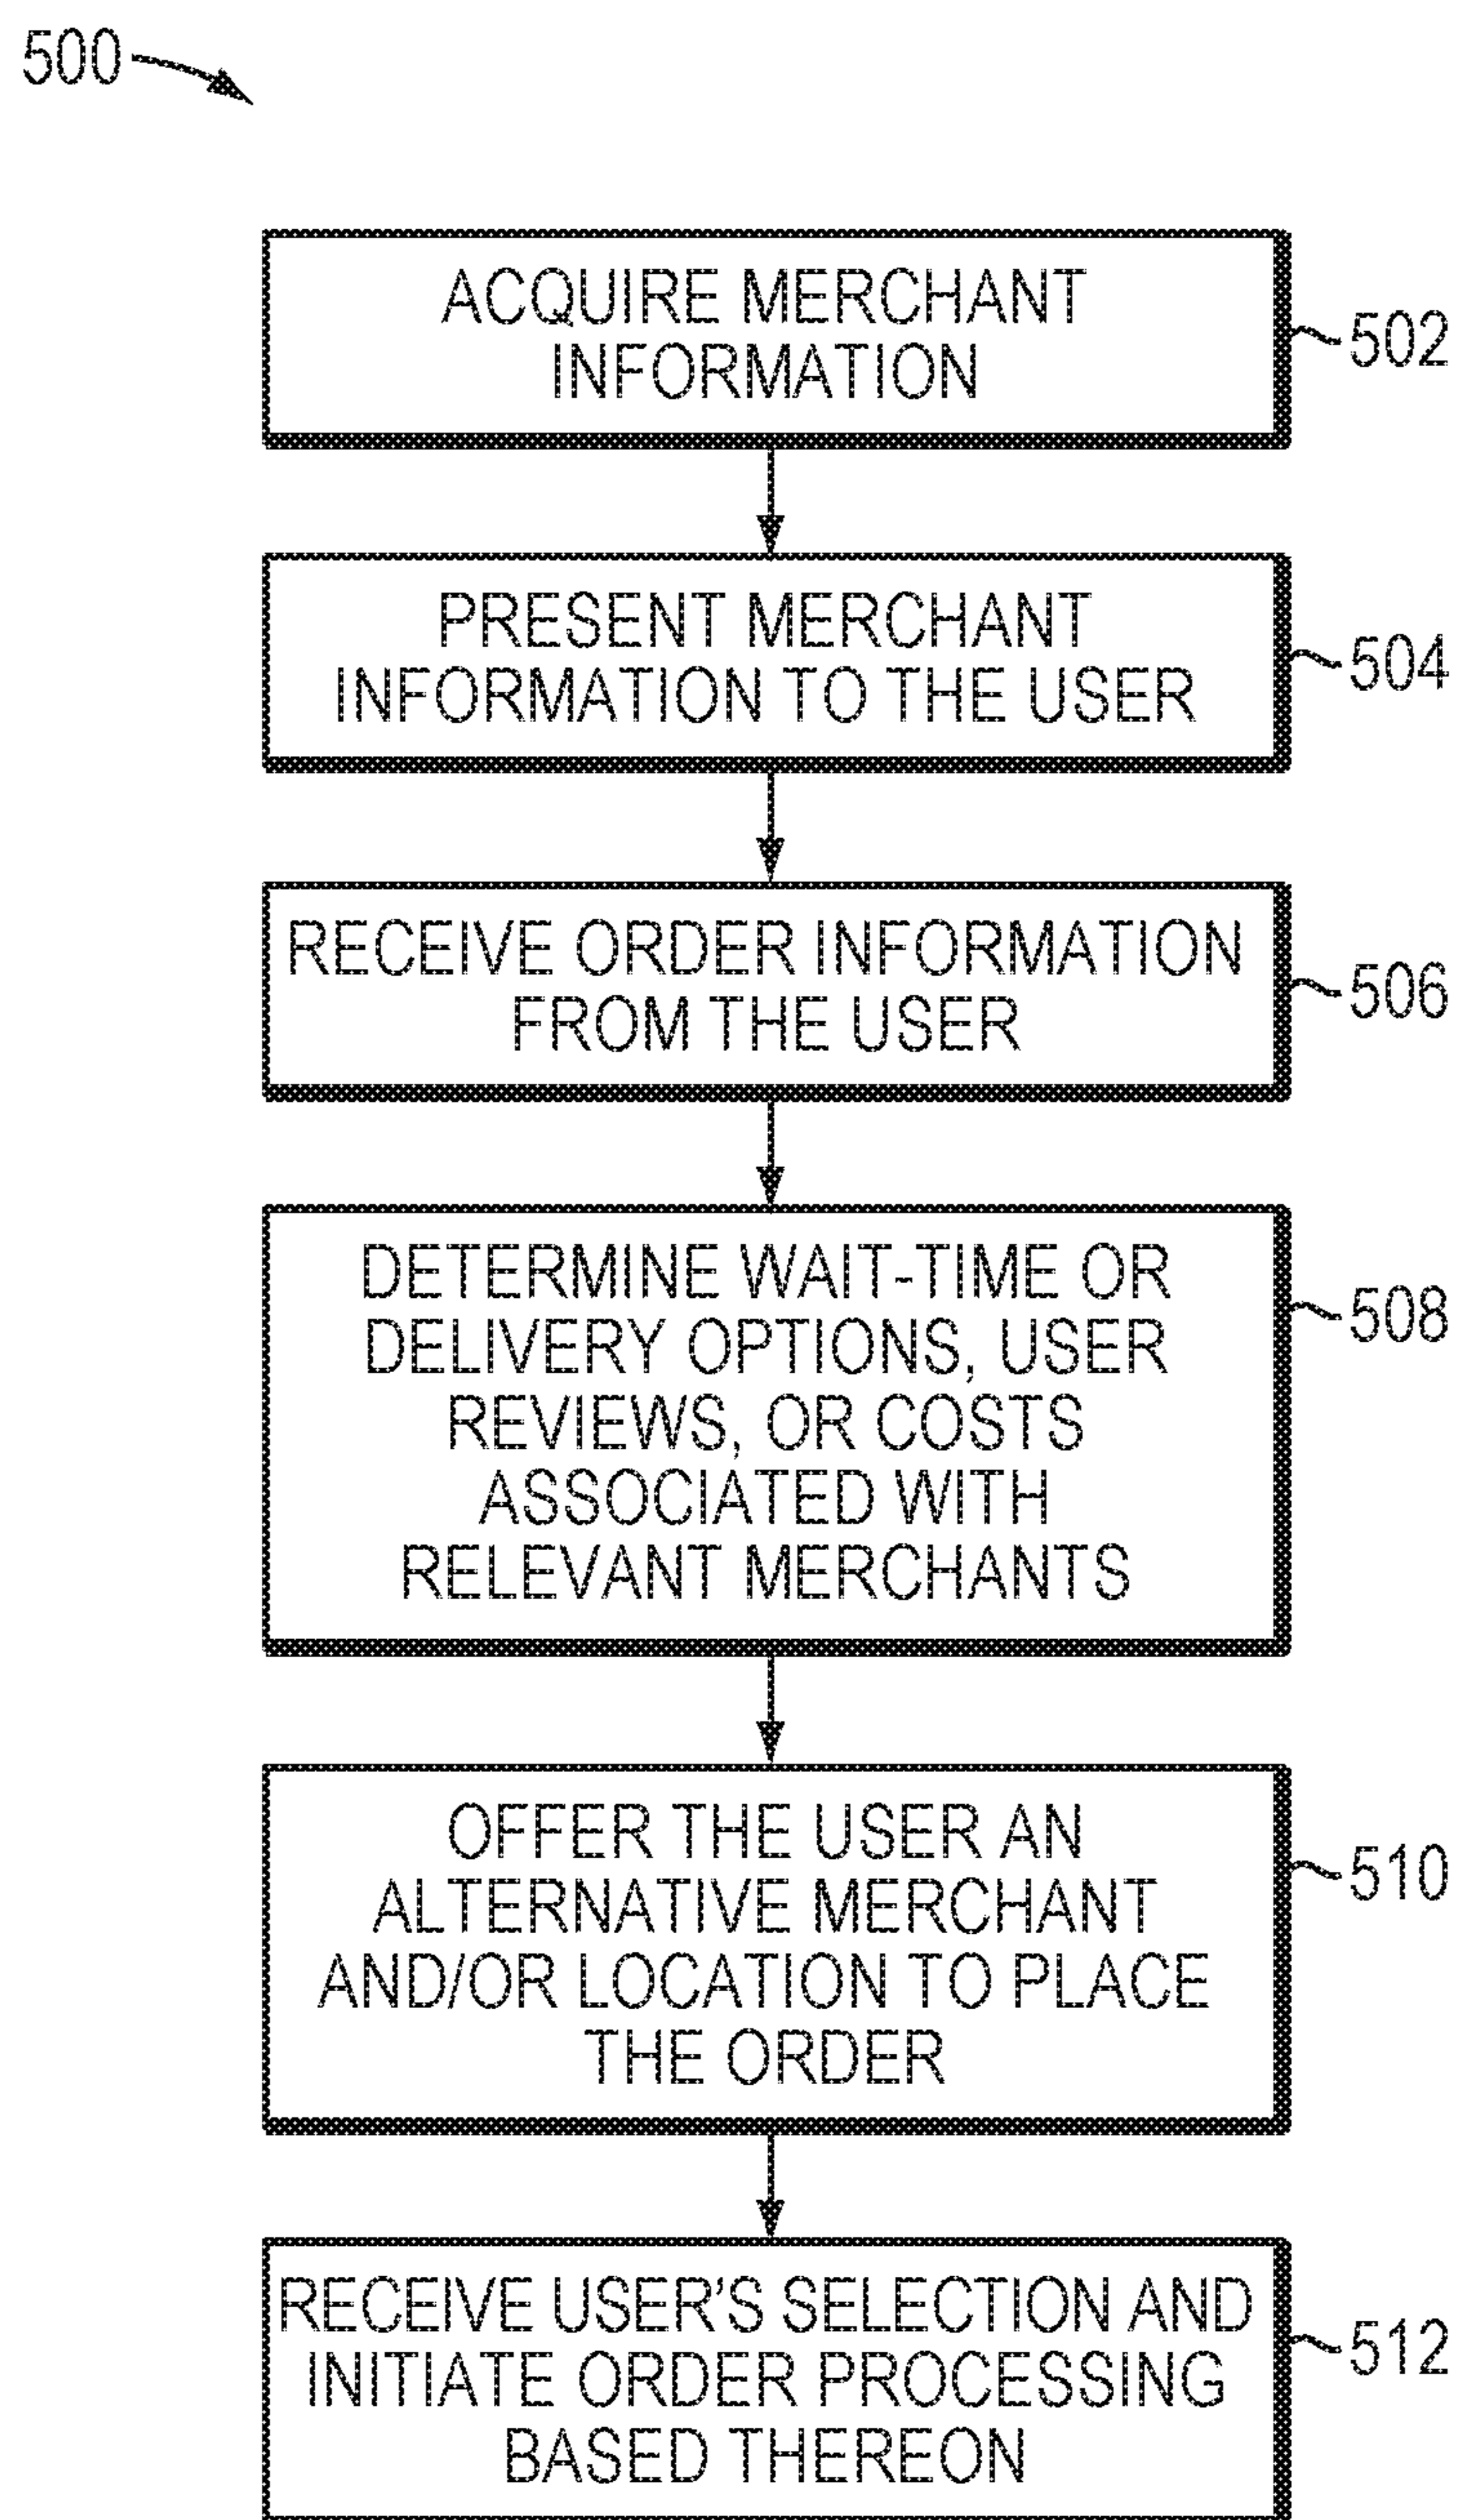 500
ACQUIRE MERCHANT
INFORMATION
502
PRESENT MERCHANT
INFORMATION TO THE USER
504
RECEIVE ORDER INFORMATION
FROM THE USER
506
DETERMINE WAIT-TIME OR
DELIVERY OPTIONS, USER
REVIEWS, OR COSTS
ASSOCIATED WITH
RELEVANT MERCHANTS
508
OFFER THE USER AN
ALTERNATIVE MERCHANT
AND/OR LOCATION TO PLACE
THE ORDER
510
RECEIVE USER'S SELECTION AND
INITIATE ORDER PROCESSING
BASED THEREON
512